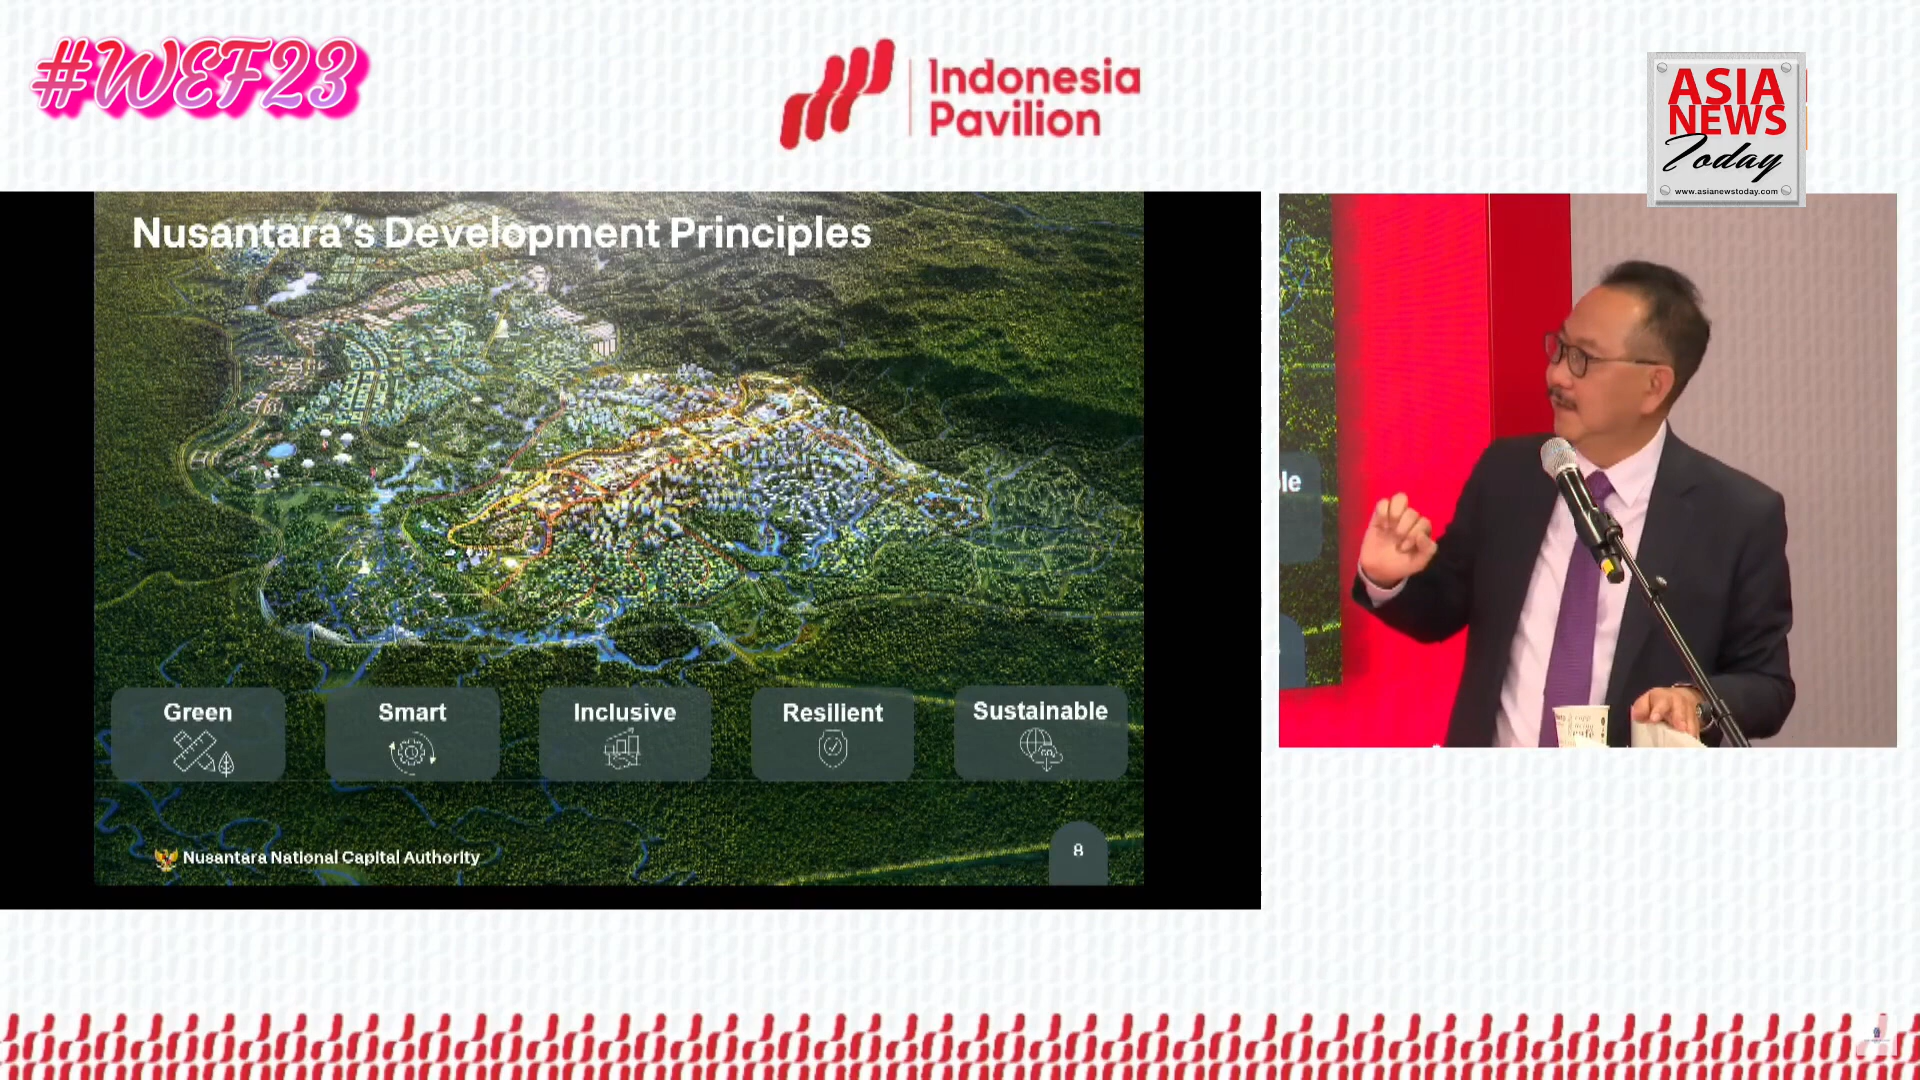 #WEF23
Indonesia
Pavilion
ASIA
NEWS
Today
www.asianewstoday.com
Nusantara's Development Principles
le
Green
Smart
Inclusive
Resilient
Sustainable
CO₂
Nusantara National Capital Authority
8